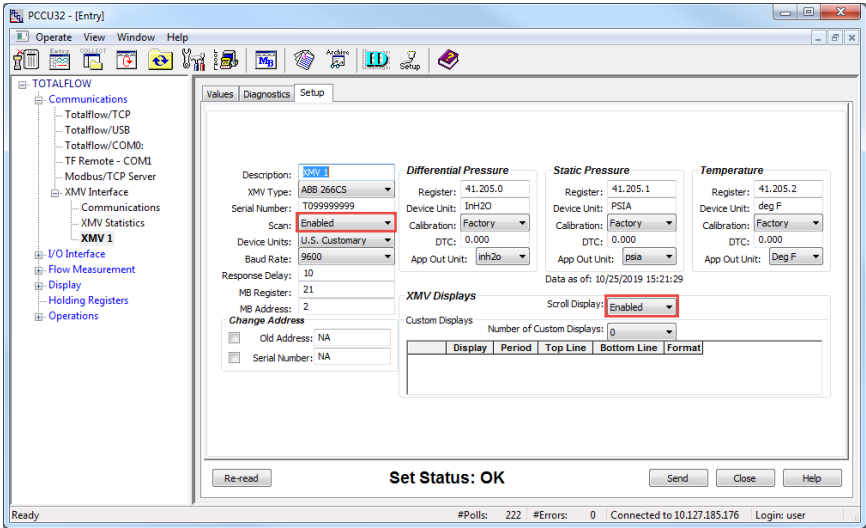 PCCU32 - [Entry]
Operate View Window Help
Entry COLLECT MB Archive ID Setup
TOTALFLOW
Communications
Totalflow/TCP
Totalflow/USB
Totalflow/COM0:
TF Remote - COM1
Modbus/TCP Server
XMV Interface
Communications
XMV Statistics
XMV 1
I/O Interface
Flow Measurement
Display
Holding Registers
Operations
Values Diagnostics Setup
Description: XMV 1
XMV Type: ABB 266CS
Serial Number: T099999999
Scan: Enabled
Device Units: U.S. Customary
Baud Rate: 9600
Response Delay: 10
MB Register: 21
MB Address: 2
Change Address
Old Address: NA
Serial Number: NA
Differential Pressure
Register: 41.205.0
Device Unit: InH2O
Calibration: Factory
DTC: 0.000
App Out Unit: inh2o
Static Pressure
Register: 41.205.1
Device Unit: PSIA
Calibration: Factory
DTC: 0.000
App Out Unit: psia
Temperature
Register: 41.205.2
Device Unit: deg F
Calibration: Factory
DTC: 0.000
App Out Unit: Deg F
Data as of: 10/25/2019 15:21:29
XMV Displays
Scroll Display: Enabled
Custom Displays
Number of Custom Displays: 0
Display Period Top Line Bottom Line Format
Re-read Set Status: OK Send Close Help
Ready #Polls: 222 #Errors: 0 Connected to 10.127.185.176 Login: user